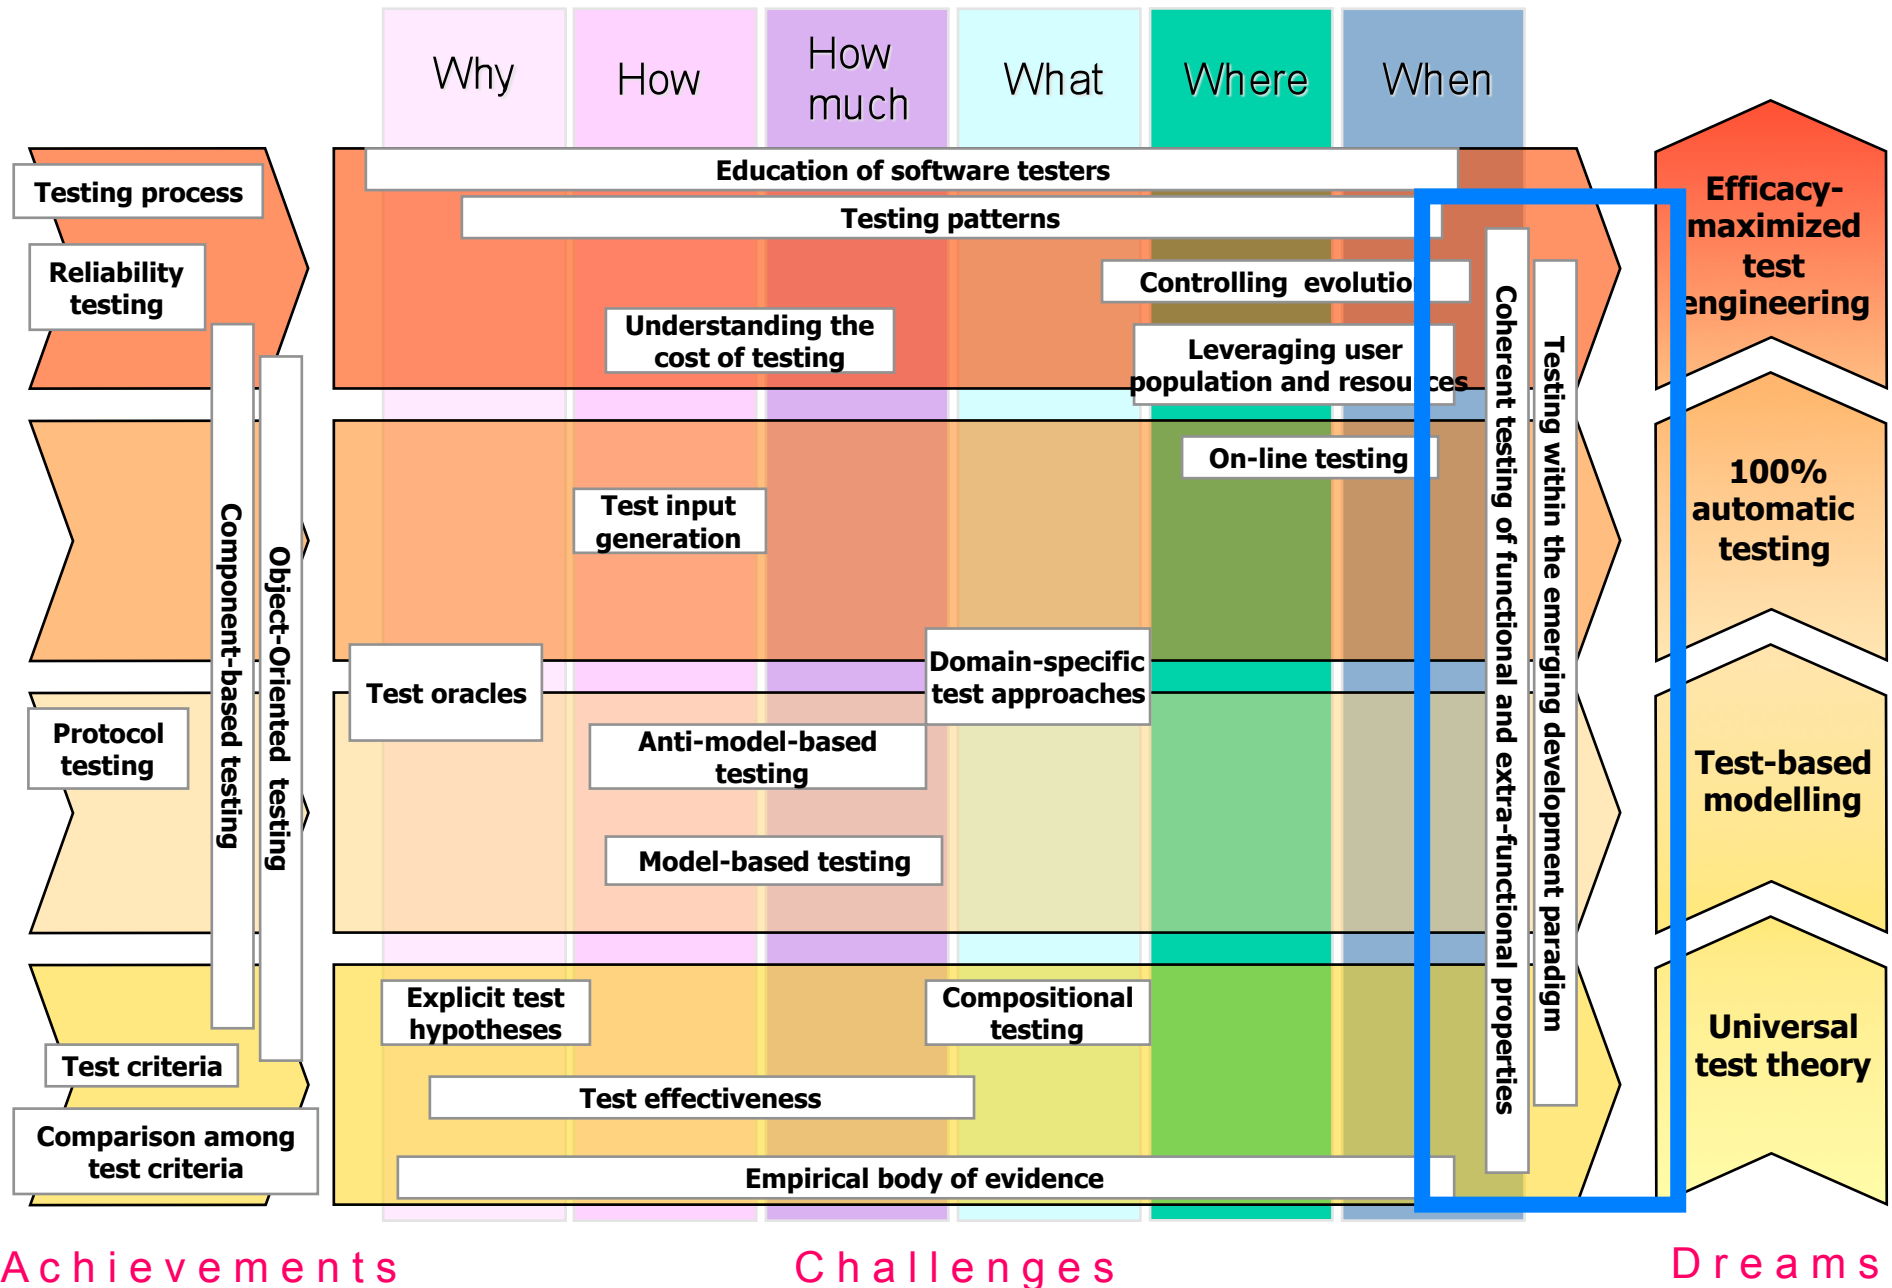 Why
How
How
much
What
Where
When
Education of software testers
Testing patterns
Testing process
Reliability
testing
Controlling evolution
Understanding the
cost of testing
Leveraging user
population and resources
On-line testing
Test input
generation
Component-based testing
Object-Oriented testing
Test oracles
Domain-specific
test approaches
Protocol
testing
Anti-model-based
testing
Model-based testing
Explicit test
hypotheses
Compositional
testing
Test criteria
Test effectiveness
Comparison among
test criteria
Empirical body of evidence
Coherent testing of functional and extra-functional properties
Testing within the emerging development paradigm
Efficacy-
maximized
test
engineering
100%
automatic
testing
Test-based
modelling
Universal
test theory
Achievements
Challenges
Dreams